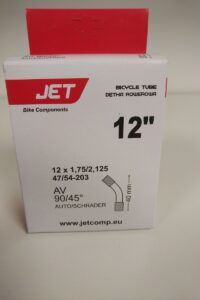 JET
Bike Components
BICYCLE TUBE
DĘTKA ROWEROWA
12"
12 x 1,75/2,125
47/54-203
AV
90/45°
AUTO/SCHRADER
40 mm
www.jetcomp.eu